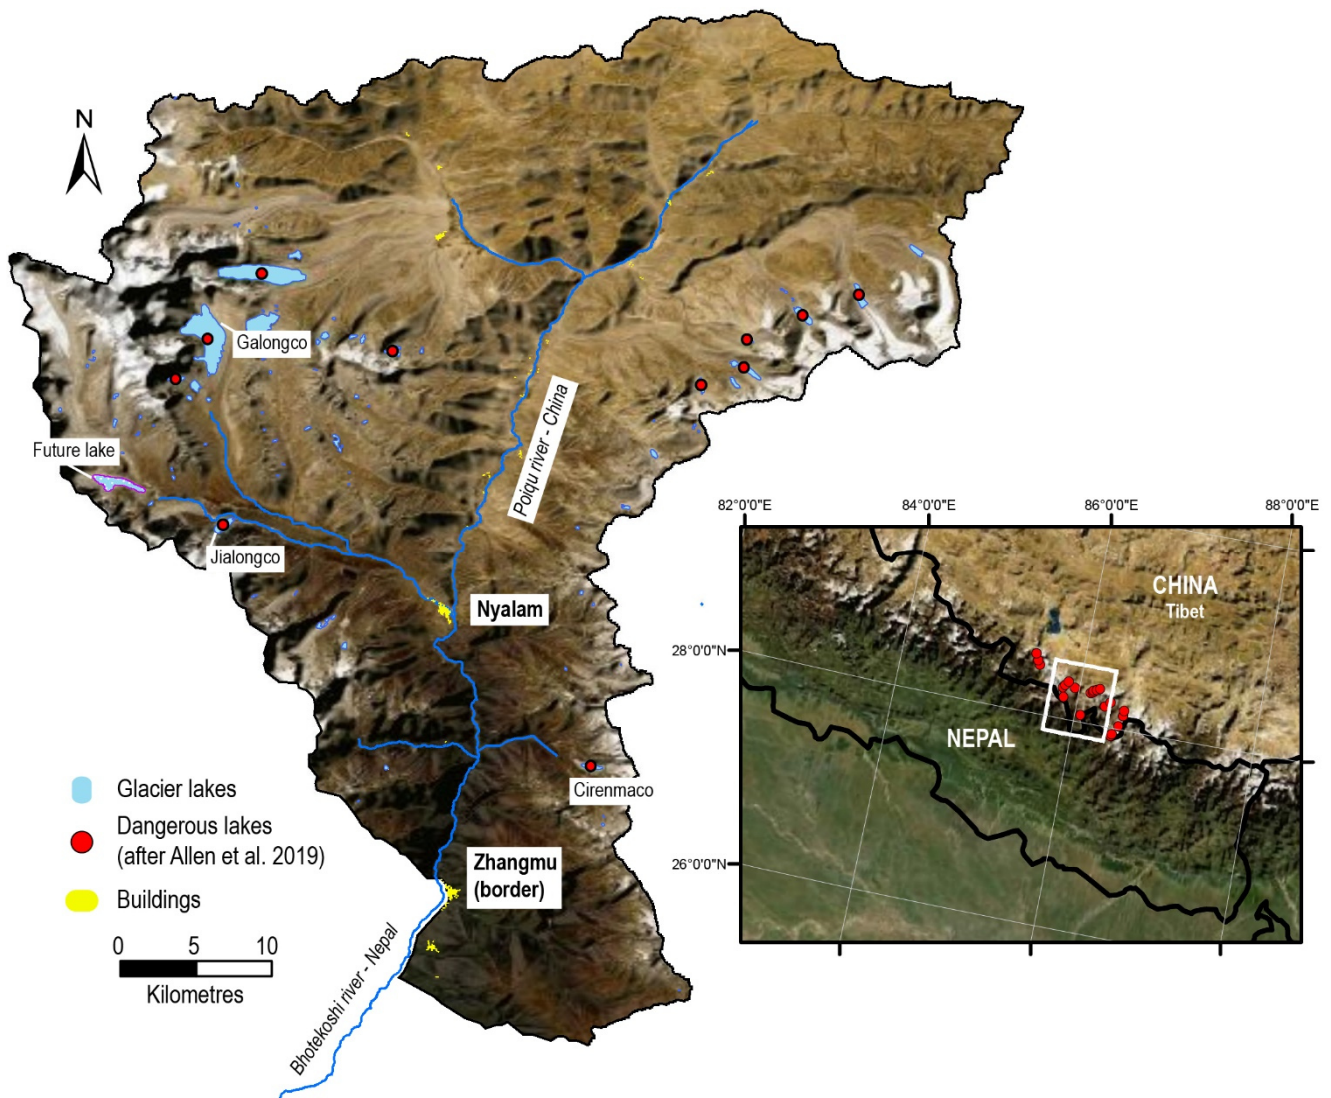 N
Galongco
Future lake
Jialongco
Poiqu river - China
Nyalam
Cirenmaco
Zhangmu
(border)
Bhotekoshi river - Nepal
Glacier lakes
Dangerous lakes
(after Allen et al. 2019)
Buildings
0 5 10
Kilometres
82°0'0"E 84°0'0"E 86°0'0"E 88°0'0"E
28°0'0"N
26°0'0"N
CHINA
Tibet
NEPAL